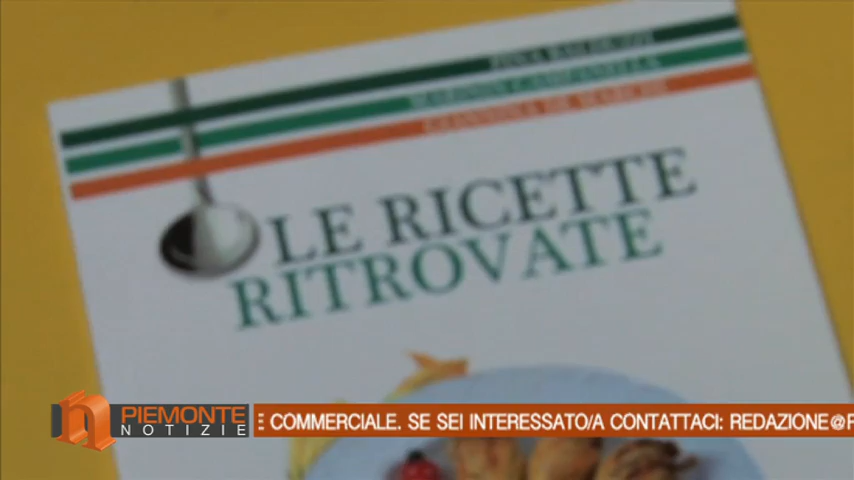 LE RICETTE
RITROVATE
PIEMONTE
NOTIZIE
E COMMERCIALE. SE SEI INTERESSATO/A CONTATTACI: REDAZIONE@